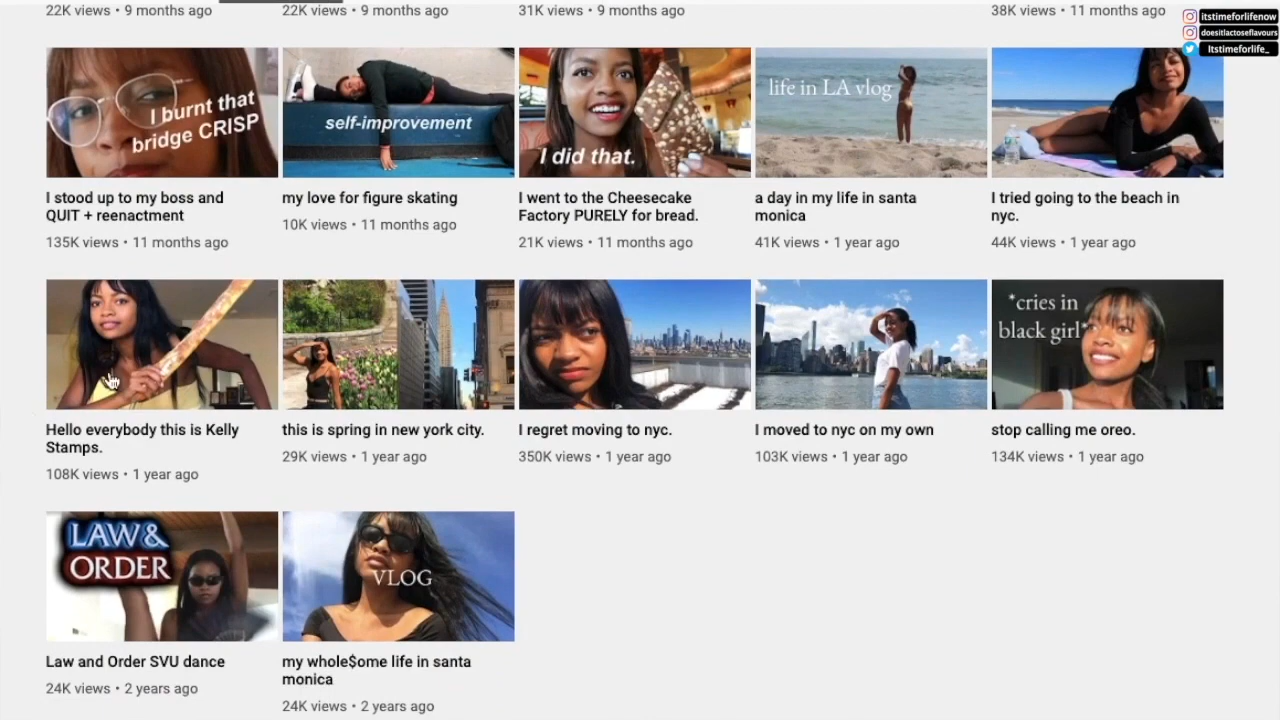 22K views • 9 months ago
22K views • 9 months ago
31K views • 9 months ago
38K views • 11 months ago
itstimeforlifenow
doesitlactoseflavours
Itstimeforlife_
I burnt that
bridge CRISP
self-improvement
I did that.
life in LA vlog
I stood up to my boss and
QUIT + reenactment
135K views • 11 months ago
my love for figure skating
10K views • 11 months ago
I went to the Cheesecake
Factory PURELY for bread.
21K views • 11 months ago
a day in my life in santa
monica
41K views • 1 year ago
I tried going to the beach in
nyc.
44K views • 1 year ago
*cries in
black girl*
Hello everybody this is Kelly
Stamps.
108K views • 1 year ago
this is spring in new york city.
29K views • 1 year ago
I regret moving to nyc.
350K views • 1 year ago
I moved to nyc on my own
103K views • 1 year ago
stop calling me oreo.
134K views • 1 year ago
LAW &
ORDER
VLOG
Law and Order SVU dance
24K views • 2 years ago
my whole$ome life in santa
monica
24K views • 2 years ago